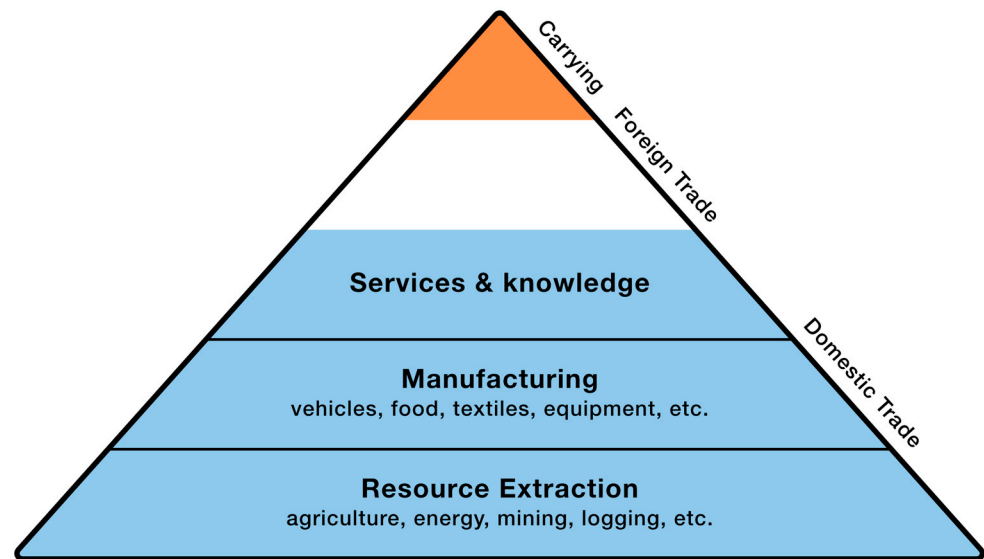 Carrying
Foreign Trade
Services & knowledge
Domestic Trade
Manufacturing
vehicles, food, textiles, equipment, etc.
Resource Extraction
agriculture, energy, mining, logging, etc.